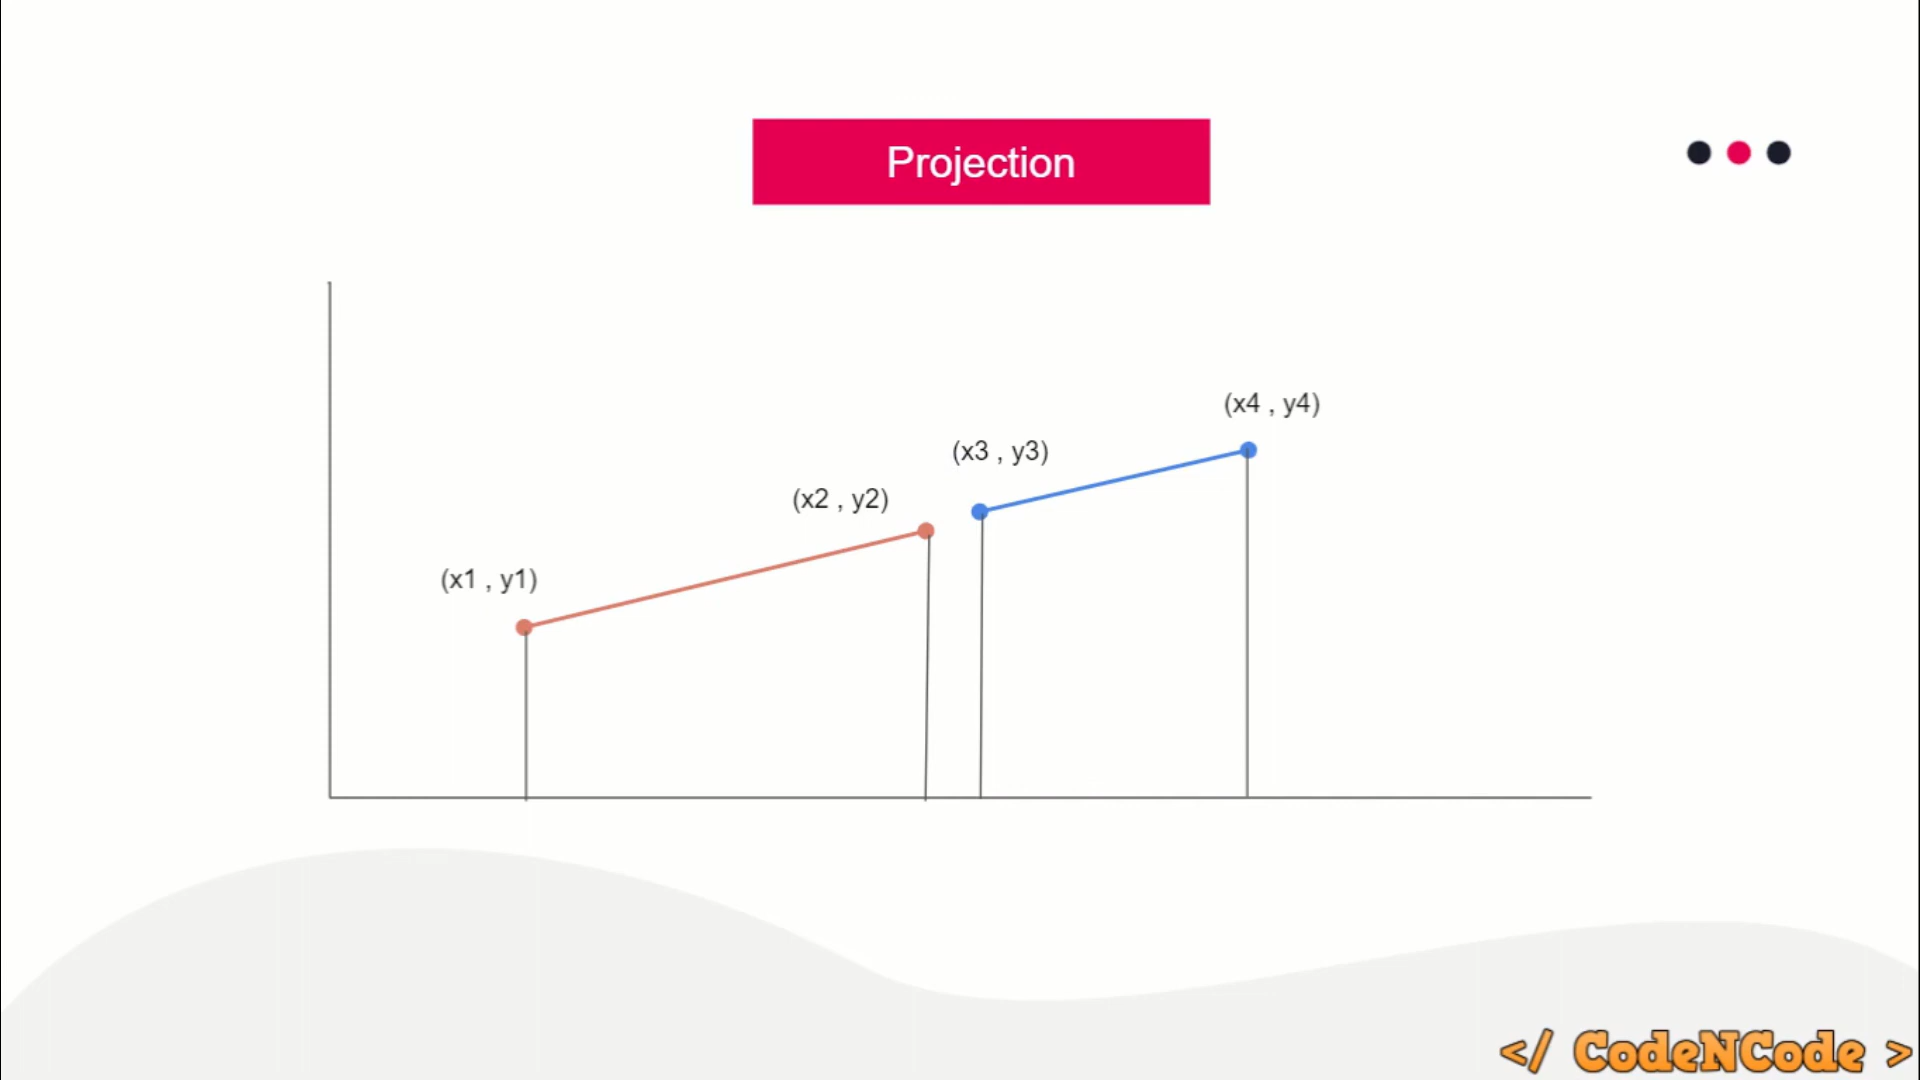 Projection
(x4 , y4)
(x3 , y3)
(x2 , y2)
(x1 , y1)
</ CodeNCode >